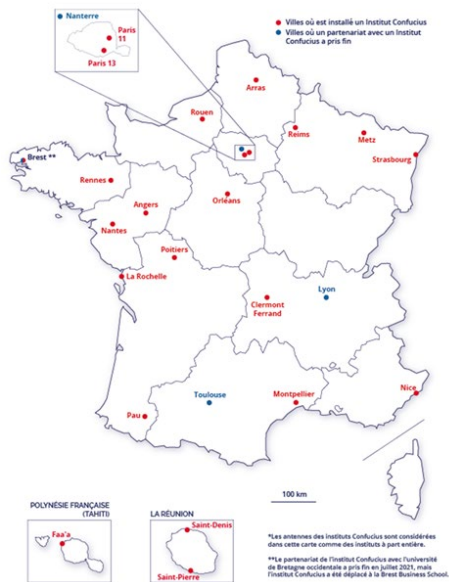 Nanterre
Paris
11
Paris 13
Villes où est installé un Institut Confucius
Villes où un partenariat avec un Institut
Confucius a pris fin
Arras
Rouen
Reims
Metz
Strasbourg
Brest **
Rennes
Angers
Orléans
Nantes
Poitiers
La Rochelle
Clermont
Ferrand
Lyon
Toulouse
Montpellier
Nice
Pau
100 km
POLYNÉSIE FRANÇAISE
(TAHITI)
Faa'a
LA RÉUNION
Saint-Denis
Saint-Pierre
*Les antennes des instituts Confucius sont considérées
dans cette carte comme des instituts à part entière.
**Le partenariat de l'institut Confucius avec l'université
de Bretagne occidentale a pris fin en juillet 2021, mais
l'institut Confucius a été déplacé à la Brest Business School.